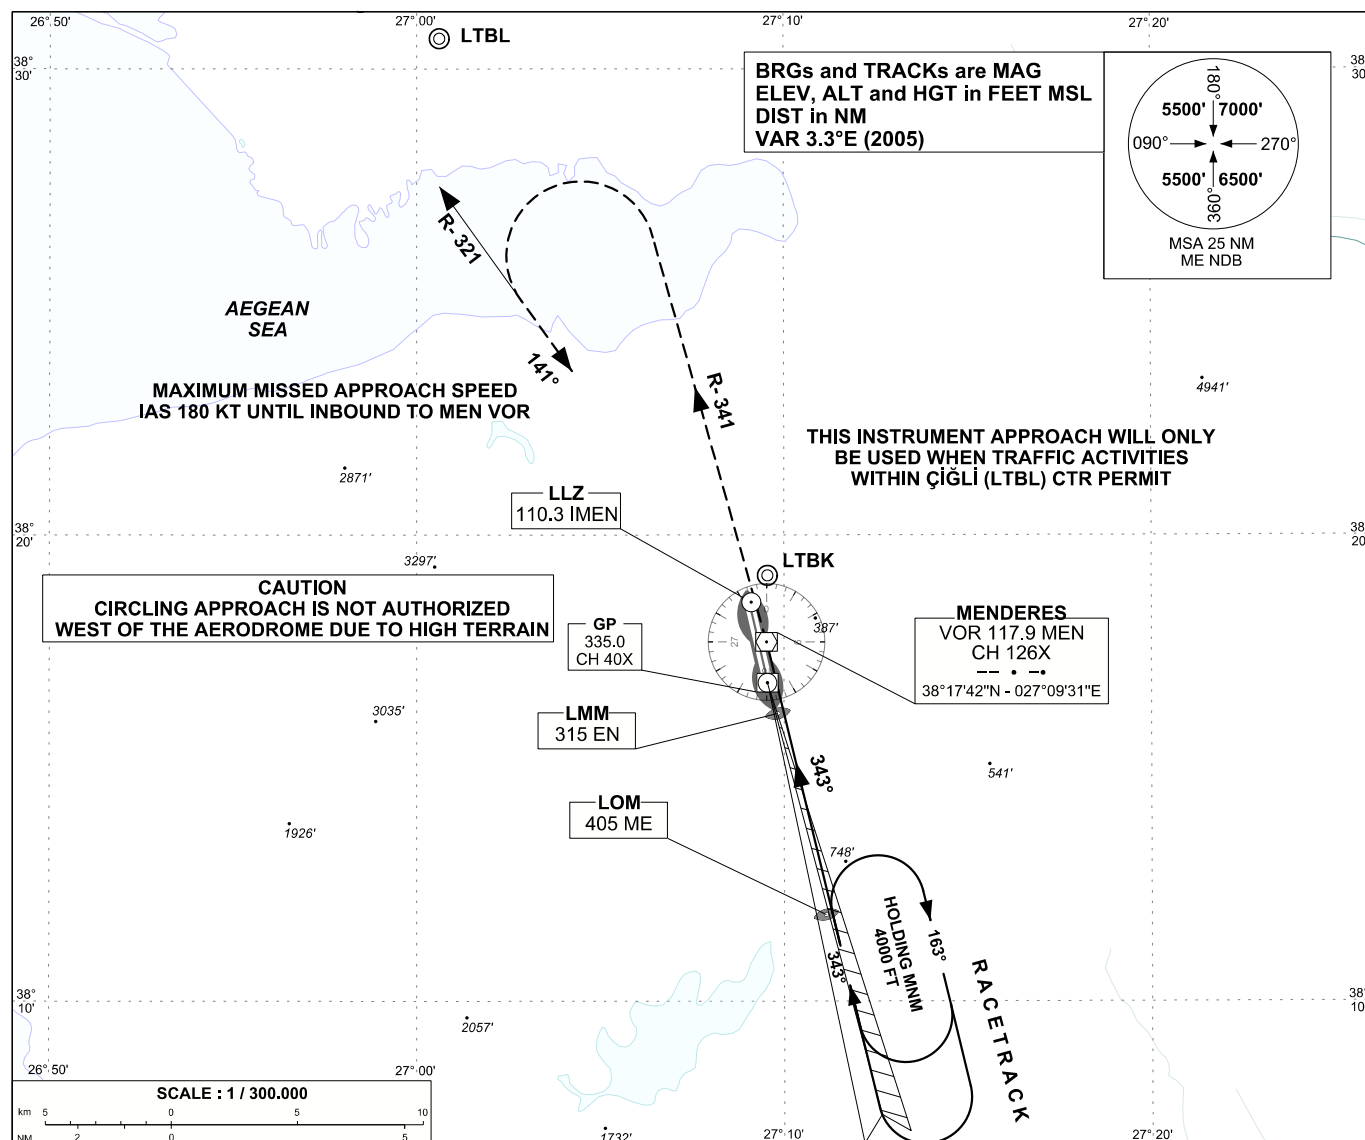 26° 50'
27° 00'
27° 10'
27° 20'
LTBL
38°
30'
38°
30
BRGs and TRACKs are MAG
ELEV, ALT and HGT in FEET MSL
DIST in NM
VAR 3.3°E (2005)
180°
5500' 7000'
090° 270°
5500' 6500'
360°
MSA 25 NM
ME NDB
R- 321
AEGEAN
SEA
141°
MAXIMUM MISSED APPROACH SPEED
IAS 180 KT UNTIL INBOUND TO MEN VOR
R- 341
4941'
THIS INSTRUMENT APPROACH WILL ONLY
BE USED WHEN TRAFFIC ACTIVITIES
WITHIN ÇİĞLİ (LTBL) CTR PERMIT
2871'
LLZ
110.3 IMEN
38°
20'
38°
20
3297'
LTBK
CAUTION
CIRCLING APPROACH IS NOT AUTHORIZED
WEST OF THE AERODROME DUE TO HIGH TERRAIN
GP
335.0
CH 40X
27
387'
MENDERES
VOR 117.9 MEN
CH 126X
38°17'42"N - 027°09'31"E
3035'
LMM
315 EN
343°
541'
LOM
405 ME
1926'
748'
HOLDING MNM
4000 FT
163°
343°
RACETRACK
38°
10'
38°
10
2057'
26° 50'
27° 00'
SCALE : 1 / 300.000
km 5 0 5 10
NM 2 0 5
1732'
27° 10'
27° 20'